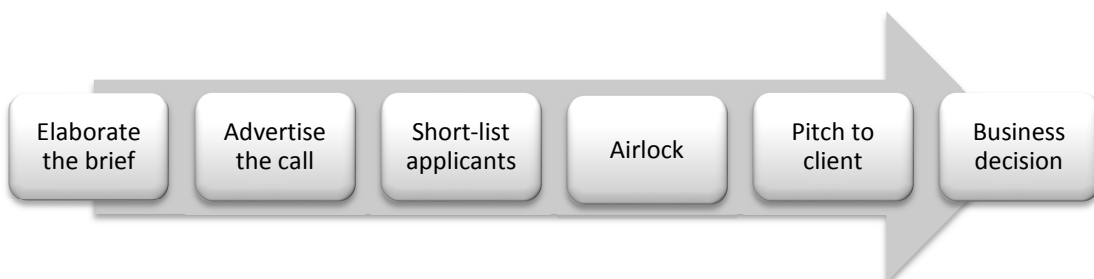 Elaborate
the brief
Advertise
the call
Short-list
applicants
Airlock
Pitch to
client
Business
decision